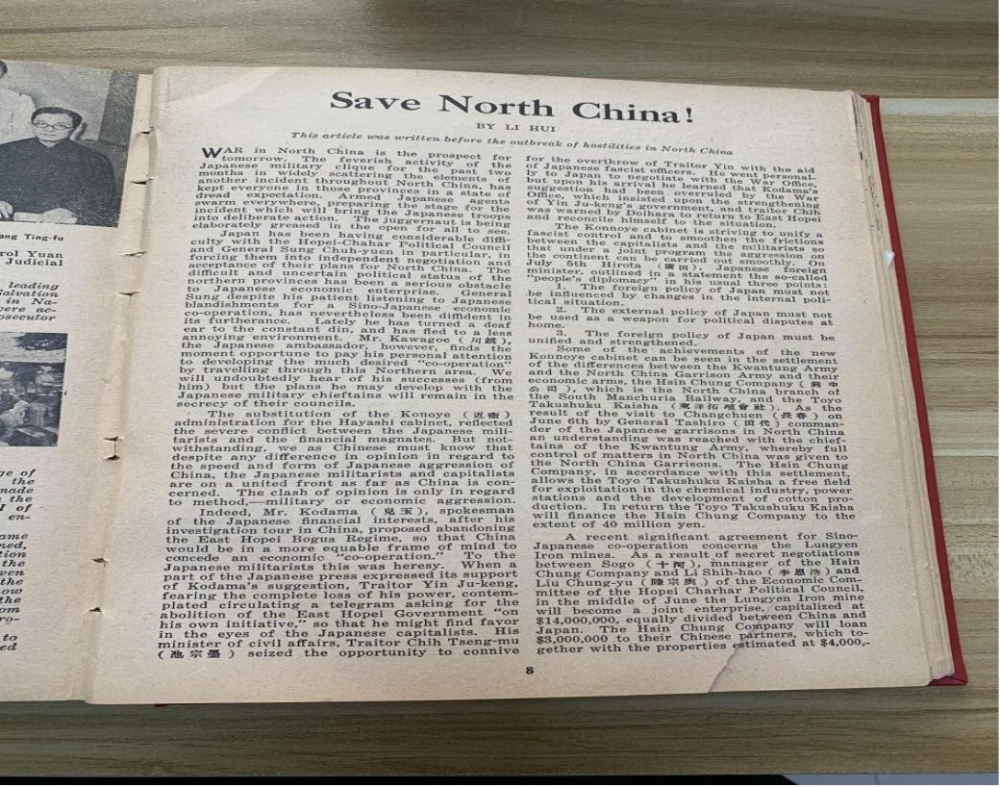 ang Ting-fu
rol Yuan
Judicial
leading
alvation
in Na-
ere ac-
osecutor
ge of
the
made
n the
I of
en-
ame
ned,
tion
the
ven
the
now
the
om
ro-
to
ed
Save North China!
BY LI HUI
This article was written before the outbreak of hostilities in North China
WAR in North China is the prospect for
tomorrow. The feverish activity of the
Japanese military clique for the past two
months in widely scattering the elements of
another incident throughout North China, has
kept everyone in those provinces in a state of
dread expectation. Armed Japanese agents
swarm everywhere, preparing the stage for the
incident which will bring the Japanese troops
into deliberate action. The juggernaut is being
elaborately greased in the open for all to see.
Japan has been having considerable diffi-
culty with the Hopei-Chahar Political Council
and General Sung Chuh-yuen in particular, in
forcing them into independent negotiation and
acceptance of their plans for North China. The
difficult and uncertain political status of the
northern provinces has been a serious obstacle
to Japanese economic enterprise. General
Sung despite his patient listening to Japanese
blandishments for a Sino-Japanese economic
co-operation, has nevertheless been diffident in
its furtherance. Lately he has turned a deaf
ear to the constant din, and has fled to a less
annoying environment. Mr. Kawagoe (川越),
the Japanese ambassador, however, finds the
moment opportune to pay his personal attention
to developing the much desired "co-operation"
by travelling through this Northern area. We
will undoubtedly hear of his successes (from
him) but the plans he may develop with the
Japanese military chieftains will remain in the
secrecy of their councils.
The substitution of the Konoye (近衞)
administration for the Hayashi cabinet, reflected
the severe conflict between the Japanese mili-
tarists and the financial magnates. But not-
withstanding, we as Chinese must know that
despite any difference in opinion in regard to
the speed and form of Japanese aggression of
China, the Japanese militarists and capitalists
are on a united front as far as China is con-
cerned. The clash of opinion is only in regard
to method,—military or economic aggression.
Indeed, Mr. Kodama (兒玉), spokesman
of the Japanese financial interests, after his
investigation tour in China, proposed abandoning
the East Hopei Bogus Regime, so that China
would be in a more equable frame of mind to
concede an economic "co-operation." To the
Japanese militarists this was heresy. When a
part of the Japanese press expressed its support
of Kodama's suggestion, Traitor Yin Ju-keng,
fearing the complete loss of his power, contem-
plated circulating a telegram asking for the
abolition of the East Hopei Government "on
his own initiative," so that he might find favor
in the eyes of the Japanese capitalists. His
minister of civil affairs, Traitor Chih Tseng-mu
(池宗墨) seized the opportunity to connive
for the overthrow of Traitor Yin with the aid
of Japanese fascist officers. He went personal-
ly to Japan to negotiate with the War Office,
but upon his arrival he learned that Kodama's
suggestion had been overruled by the War
Office, which insisted upon the strengthening
of Yin Ju-keng's government, and traitor Chih
was warned by Doihara to return to East Hopei
and reconcile himself to the situation.
The Konnoye cabinet is striving to unify a
fascist control and to smoothen the frictions
between the capitalists and the militarists so
that under a joint program the aggression on
the continent can be carried out smoothly. On
July 5th Hirota (廣田), Japanese foreign
minister, outlined in a statement the so-called
"people's diplomacy" in his usual three points:
1. The foreign policy of Japan must not
be influenced by changes in the internal poli-
tical situation.
2. The external policy of Japan must not
be used as a weapon for political disputes at
home.
3. The foreign policy of Japan must be
unified and strengthened.
Some of the achievements of the new
Konnoye cabinet can be seen in the settlement
of the differences between the Kwantung Army
and the North China Garrison Army and their
economic arms, the Hsin Chung Company (興中
公司), which is the North China branch of
the South Manchuria Railway, and the Toyo
Takushuku Kaisha (東洋拓殖會社). As the
result of the visit to Changchuen (長春) on
June 6th by General Tashiro (田代) comman-
der of the Japanese garrisons in North China
an understanding was reached with the chief-
tains of the Kwantung Army, whereby full
control of matters in North China was given to
the North China Garrisons. The Hsin Chung
Company, in accordance with this settlement,
allows the Toyo Takushuku Kaisha a free field
for exploitation in the chemical industry, power
stations and the development of cotton pro-
duction. In return the Toyo Takushuku Kaisha
will finance the Hsin Chung Company to the
extent of 40 million yen.
A recent significant agreement for Sino-
Japanese co-operation concerns the Lungyen
Iron mines. As a result of secret negotiations
between Sogo (十河), manager of the Hsin
Chung Company and Li Shih-hao (李思浩) and
Liu Chung-yu (陸宗輿) of the Economic Com-
mittee of the Hopei Charhar Political Council,
in the middle of June the Lungyen Iron mine
will become a joint enterprise, capitalized at
$14,000,000, equally divided between China and
Japan. The Hsin Chung Company will loan
$3,000,000 to their Chinese partners, which to-
gether with the properties estimated at $4,000,-
8